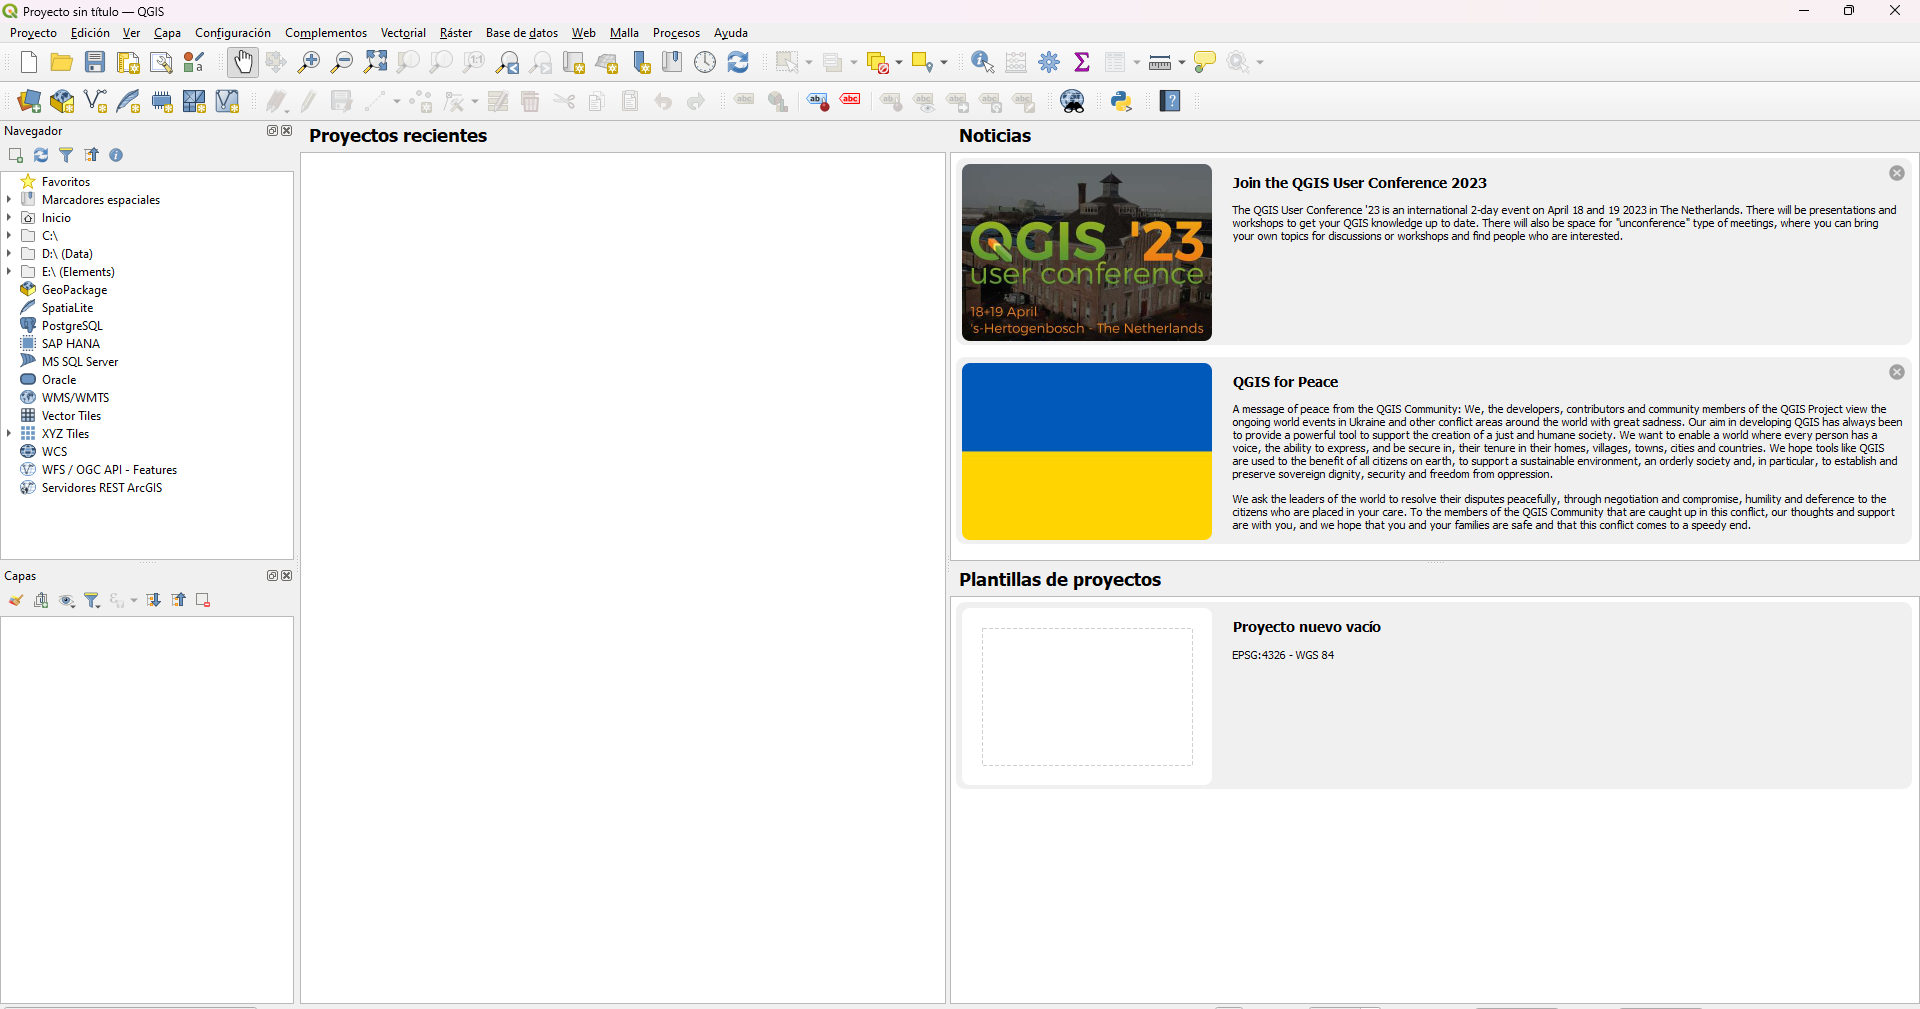 Proyecto sin título — QGIS
Proyecto Edición Ver Capa Configuración Complementos Vectorial Ráster Base de datos Web Malla Procesos Ayuda
Navegador
Favoritos
Marcadores espaciales
Inicio
C:\
D:\ (Data)
E:\ (Elements)
GeoPackage
SpatiaLite
PostgreSQL
SAP HANA
MS SQL Server
Oracle
WMS/WMTS
Vector Tiles
XYZ Tiles
WCS
WFS / OGC API - Features
Servidores REST ArcGIS
Capas
Proyectos recientes
Noticias
QGIS '23
user conference
18+19 April
's-Hertogenbosch - The Netherlands
Join the QGIS User Conference 2023
The QGIS User Conference '23 is an international 2-day event on April 18 and 19 2023 in The Netherlands. There will be presentations and
workshops to get your QGIS knowledge up to date. There will also be space for "unconference" type of meetings, where you can bring
your own topics for discussions or workshops and find people who are interested.
QGIS for Peace
A message of peace from the QGIS Community: We, the developers, contributors and community members of the QGIS Project view the
ongoing world events in Ukraine and other conflict areas around the world with great sadness. Our aim in developing QGIS has always been
to provide a powerful tool to support the creation of a just and humane society. We want to enable a world where every person has a
voice, the ability to express, and be secure in, their tenure in their homes, villages, towns, cities and countries. We hope tools like QGIS
are used to the benefit of all citizens on earth, to support a sustainable environment, an orderly society and, in particular, to establish and
preserve sovereign dignity, security and freedom from oppression.
We ask the leaders of the world to resolve their disputes peacefully, through negotiation and compromise, humility and deference to the
citizens who are placed in your care. To the members of the QGIS Community that are caught up in this conflict, our thoughts and support
are with you, and we hope that you and your families are safe and that this conflict comes to a speedy end.
Plantillas de proyectos
Proyecto nuevo vacío
EPSG:4326 - WGS 84